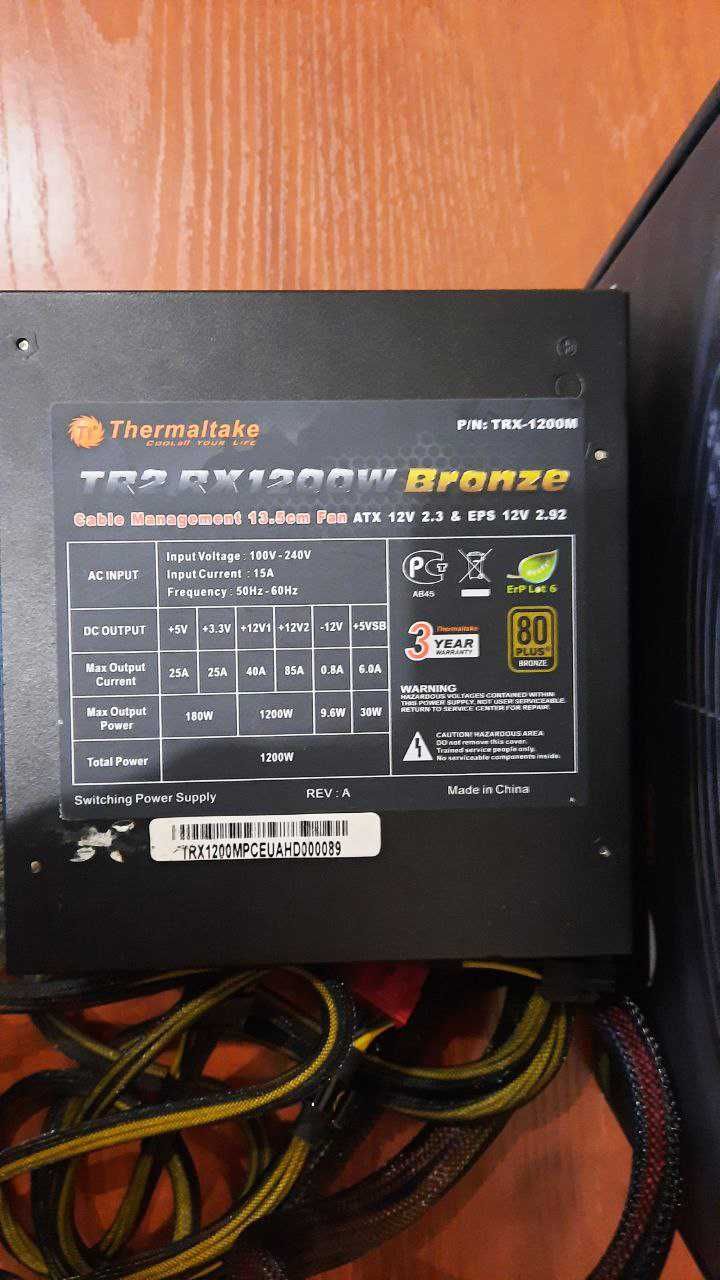 Thermaltake
COOL all YOUR LIFE
P/N: TRX-1200M
TR2 RX1200W Bronze
Cable Management 13.5cm Fan ATX 12V 2.3 & EPS 12V 2.92
AC INPUT
Input Voltage : 100V - 240V
Input Current : 15A
Frequency : 50Hz - 60Hz
DC OUTPUT +5V +3.3V +12V1 +12V2 -12V +5VSB
Max Output Current 25A 25A 40A 85A 0.8A 6.0A
Max Output Power 180W 1200W 9.6W 30W
Total Power 1200W
РСТ
AB45
ErP Lot 6
3 Thermaltake
YEAR
WARRANTY
80
PLUS
BRONZE
WARNING
HAZARDOUS VOLTAGES CONTAINED WITHIN
THIS POWER SUPPLY, NOT USER SERVICEABLE.
RETURN TO SERVICE CENTER FOR REPAIR.
CAUTION! HAZARDOUS AREA
DO not remove this cover.
Trained service people only.
No serviceable components inside.
Switching Power Supply REV : A Made in China
TRX1200MPCEUAHD000089